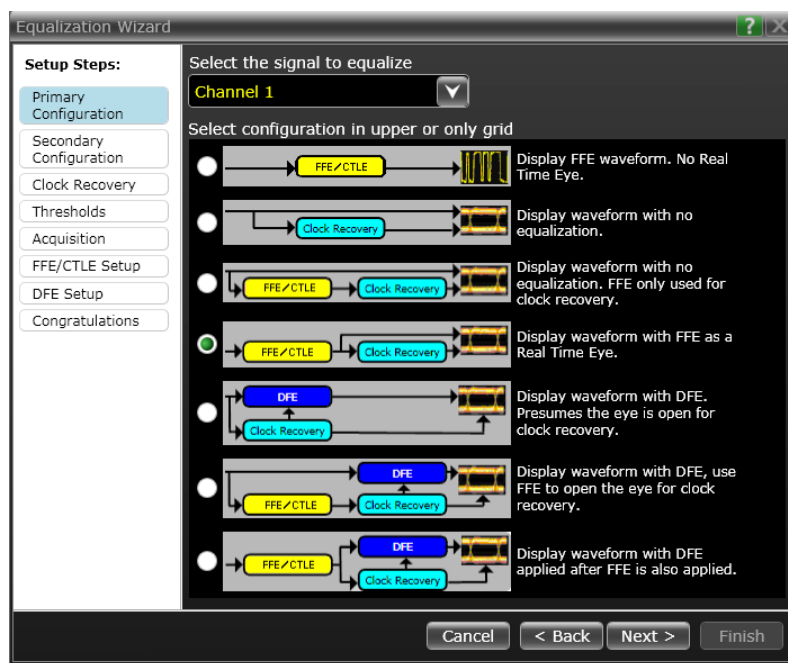 Equalization Wizard
?
X
Setup Steps:
Primary
Configuration
Secondary
Configuration
Clock Recovery
Thresholds
Acquisition
FFE/CTLE Setup
DFE Setup
Congratulations
Select the signal to equalize
Channel 1
Select configuration in upper or only grid
FFE/CTLE
Display FFE waveform. No Real
Time Eye.
Clock Recovery
Display waveform with no
equalization.
FFE/CTLE Clock Recovery
Display waveform with no
equalization. FFE only used for
clock recovery.
FFE/CTLE Clock Recovery
Display waveform with FFE as a
Real Time Eye.
DFE
Clock Recovery
Display waveform with DFE.
Presumes the eye is open for
clock recovery.
DFE
FFE/CTLE Clock Recovery
Display waveform with DFE, use
FFE to open the eye for clock
recovery.
DFE
FFE/CTLE
Clock Recovery
Display waveform with DFE
applied after FFE is also applied.
Cancel < Back Next > Finish